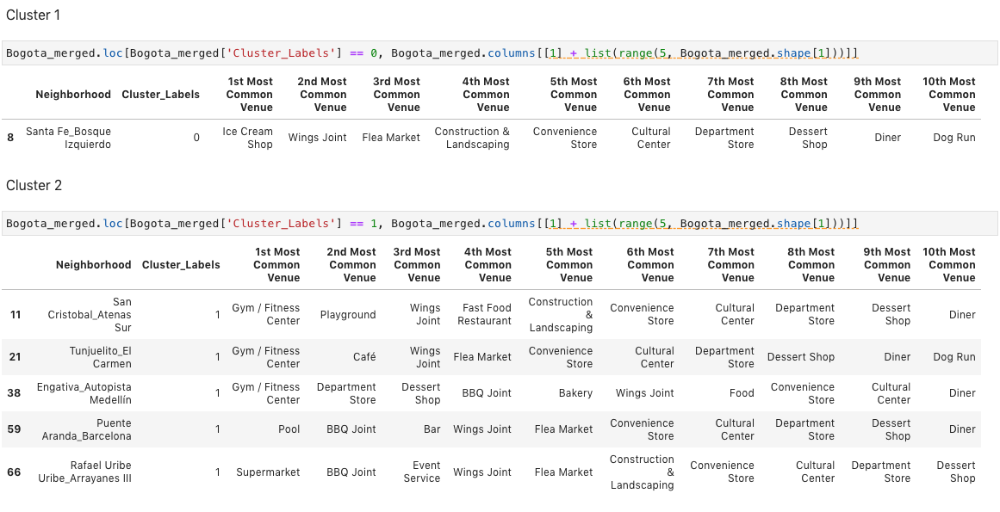 Cluster 1
Bogota_merged.loc[Bogota_merged['Cluster_Labels'] == 0, Bogota_merged.columns[[1] + list(range(5, Bogota_merged.shape[1]))]]
Neighborhood Cluster_Labels 1st Most Common Venue 2nd Most Common Venue 3rd Most Common Venue 4th Most Common Venue 5th Most Common Venue 6th Most Common Venue 7th Most Common Venue 8th Most Common Venue 9th Most Common Venue 10th Most Common Venue
8 Santa Fe_Bosque Izquierdo 0 Ice Cream Shop Wings Joint Flea Market Construction & Landscaping Convenience Store Cultural Center Department Store Dessert Shop Diner Dog Run
Cluster 2
Bogota_merged.loc[Bogota_merged['Cluster_Labels'] == 1, Bogota_merged.columns[[1] + list(range(5, Bogota_merged.shape[1]))]]
Neighborhood Cluster_Labels 1st Most Common Venue 2nd Most Common Venue 3rd Most Common Venue 4th Most Common Venue 5th Most Common Venue 6th Most Common Venue 7th Most Common Venue 8th Most Common Venue 9th Most Common Venue 10th Most Common Venue
11 San Cristobal_Atenas Sur 1 Gym / Fitness Center Playground Wings Joint Fast Food Restaurant Construction & Landscaping Convenience Store Cultural Center Department Store Dessert Shop Diner
21 Tunjuelito_El Carmen 1 Gym / Fitness Center Café Wings Joint Flea Market Convenience Store Cultural Center Department Store Dessert Shop Diner Dog Run
38 Engativa_Autopista Medellín 1 Gym / Fitness Center Department Store Dessert Shop BBQ Joint Bakery Wings Joint Food Convenience Store Cultural Center Diner
59 Puente Aranda_Barcelona 1 Pool BBQ Joint Bar Wings Joint Flea Market Convenience Store Cultural Center Department Store Dessert Shop Diner
66 Rafael Uribe Uribe_Arrayanes III 1 Supermarket BBQ Joint Event Service Wings Joint Flea Market Construction & Landscaping Convenience Store Cultural Center Department Store Dessert Shop